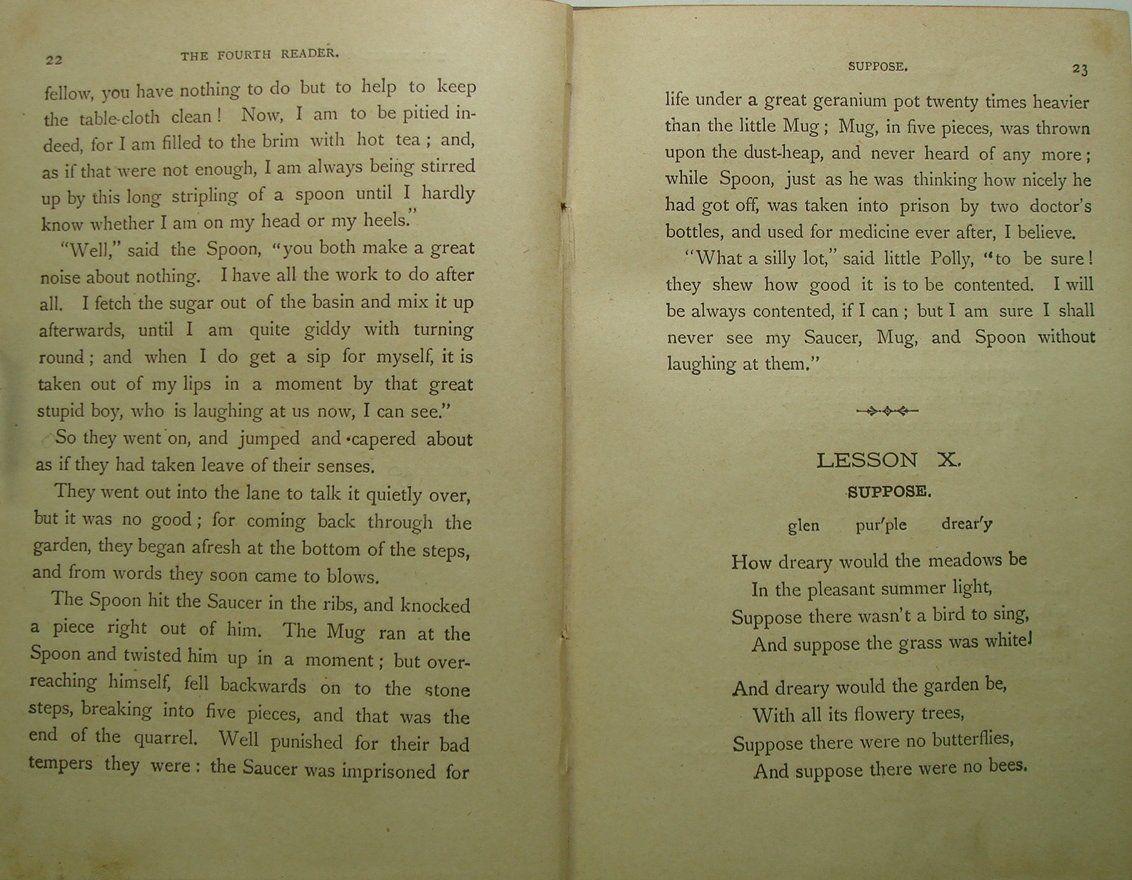 22
THE FOURTH READER.
fellow, you have nothing to do but to help to keep
the table-cloth clean! Now, I am to be pitied in-
deed, for I am filled to the brim with hot tea; and,
as if that were not enough, I am always being stirred
up by this long stripling of a spoon until I hardly
know whether I am on my head or my heels."
"Well," said the Spoon, "you both make a great
noise about nothing. I have all the work to do after
all. I fetch the sugar out of the basin and mix it up
afterwards, until I am quite giddy with turning
round; and when I do get a sip for myself, it is
taken out of my lips in a moment by that great
stupid boy, who is laughing at us now, I can see."
So they went on, and jumped and capered about
as if they had taken leave of their senses.
They went out into the lane to talk it quietly over,
but it was no good; for coming back through the
garden, they began afresh at the bottom of the steps,
and from words they soon came to blows.
The Spoon hit the Saucer in the ribs, and knocked
a piece right out of him. The Mug ran at the
Spoon and twisted him up in a moment; but over-
reaching himself, fell backwards on to the stone
steps, breaking into five pieces, and that was the
end of the quarrel. Well punished for their bad
tempers they were: the Saucer was imprisoned for
SUPPOSE.
23
life under a great geranium pot twenty times heavier
than the little Mug; Mug, in five pieces, was thrown
upon the dust-heap, and never heard of any more;
while Spoon, just as he was thinking how nicely he
had got off, was taken into prison by two doctor's
bottles, and used for medicine ever after, I believe.
"What a silly lot," said little Polly, "to be sure!
they shew how good it is to be contented. I will
be always contented, if I can; but I am sure I shall
never see my Saucer, Mug, and Spoon without
laughing at them."
LESSON X.
SUPPOSE.
glen pur'ple drear'y
How dreary would the meadows be
In the pleasant summer light,
Suppose there wasn't a bird to sing,
And suppose the grass was white!
And dreary would the garden be,
With all its flowery trees,
Suppose there were no butterflies,
And suppose there were no bees.